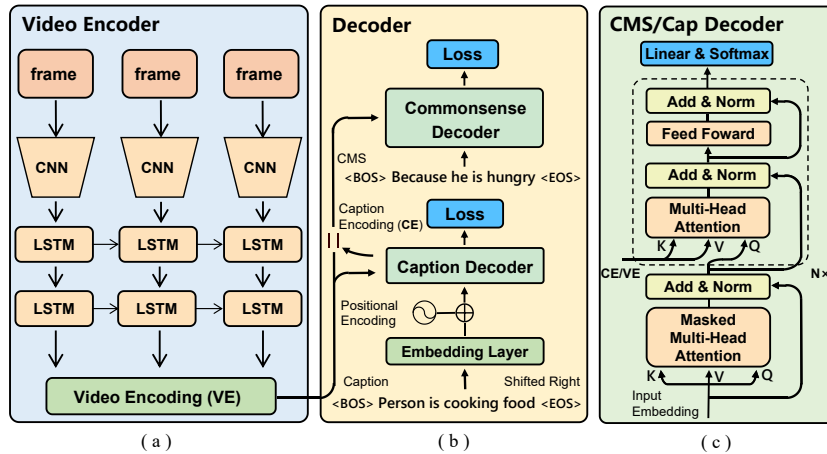 Video Encoder
frame frame frame
CNN CNN CNN
LSTM LSTM LSTM
LSTM LSTM LSTM
Video Encoding (VE)
( a )
Decoder
Loss
Commonsense
Decoder
CMS
<BOS> Because he is hungry <EOS>
Caption
Encoding (CE)
Loss
Caption Decoder
Positional
Encoding
Embedding Layer
Caption Shifted Right
<BOS> Person is cooking food <EOS>
( b )
CMS/Cap Decoder
Linear & Softmax
Add & Norm
Feed Foward
Add & Norm
Multi-Head
Attention
K V Q
CE/VE N×
Add & Norm
Masked
Multi-Head
Attention
K V Q
Input
Embedding
( c )